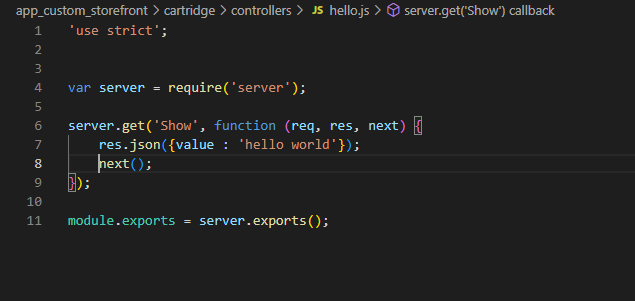 app_custom_storefront > cartridge > controllers > JS hello.js > server.get('Show') callback
1 'use strict';
2
3
4 var server = require('server');
5
6 server.get('Show', function (req, res, next) {
7     res.json({value : 'hello world'});
8     next();
9 });
10
11 module.exports = server.exports();